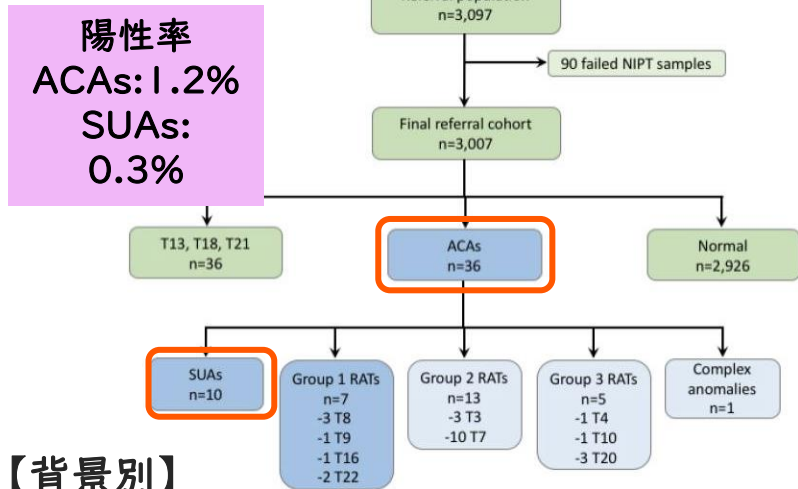 陽性率
ACAs:1.2%
SUAs:
0.3%
Referral population
n=3,097
90 failed NIPT samples
Final referral cohort
n=3,007
T13, T18, T21
n=36
ACAs
n=36
Normal
n=2,926
SUAs
n=10
Group 1 RATs
n=7
-3 T8
-1 T9
-1 T16
-2 T22
Group 2 RATs
n=13
-3 T3
-10 T7
Group 3 RATs
n=5
-1 T4
-1 T10
-3 T20
Complex
anomalies
n=1
【背景別】